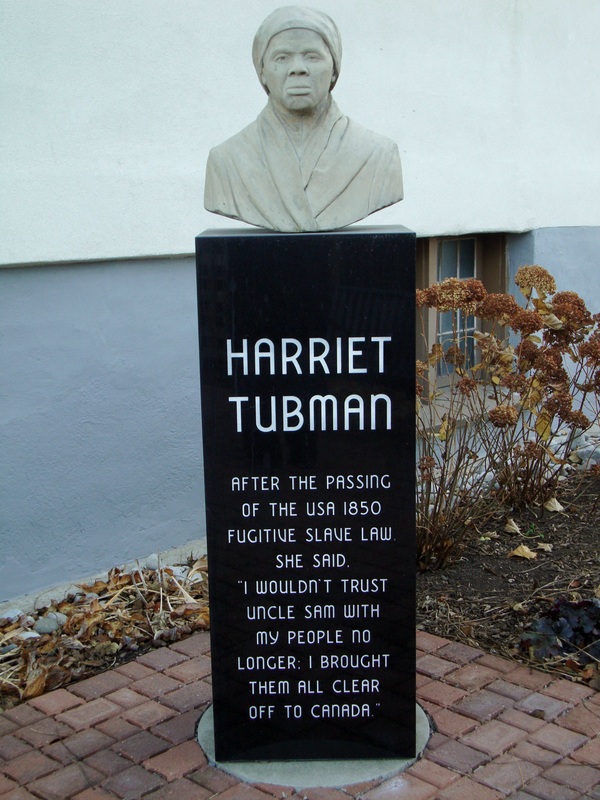 HARRIET
TUBMAN
AFTER THE PASSING
OF THE USA 1850
FUGITIVE SLAVE LAW.
SHE SAID,
"I WOULDN'T TRUST
UNCLE SAM WITH
MY PEOPLE NO
LONGER; I BROUGHT
THEM ALL CLEAR
OFF TO CANADA."